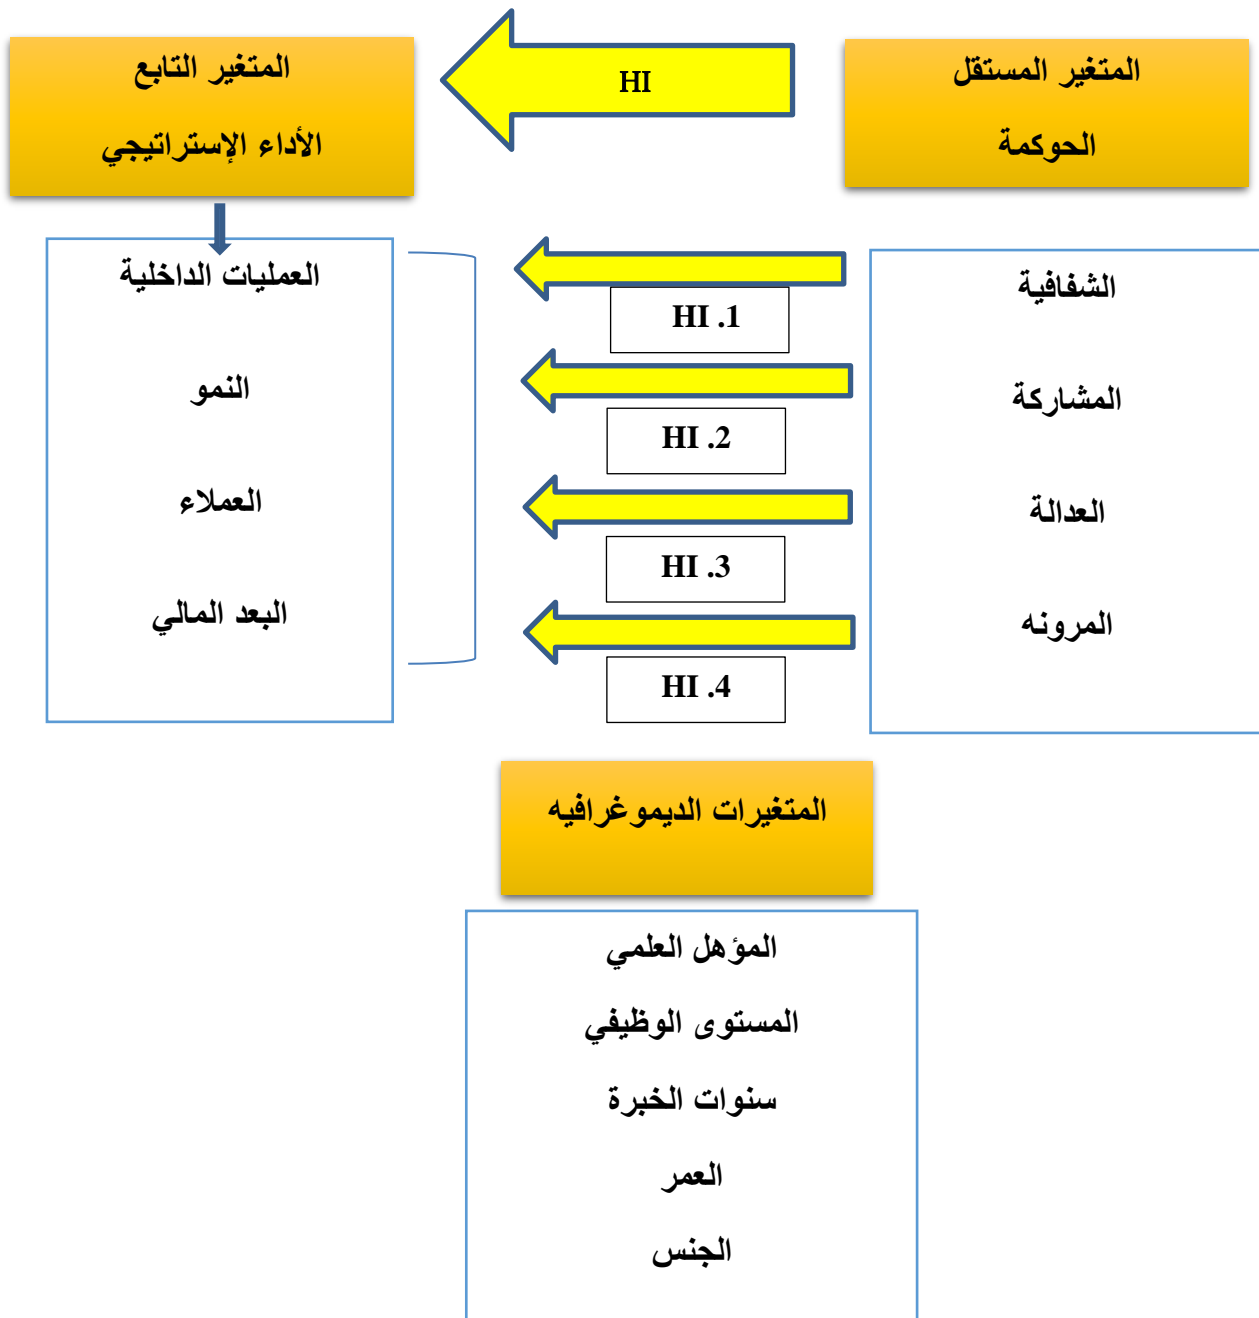 المتغير المستقل
الحوكمة
HI
المتغير التابع
الأداء الإستراتيجي
الشفافية
المشاركة
العدالة
المرونه
HI .1
HI .2
HI .3
HI .4
العمليات الداخلية
النمو
العملاء
البعد المالي
المتغيرات الديموغرافيه
المؤهل العلمي
المستوى الوظيفي
سنوات الخبرة
العمر
الجنس